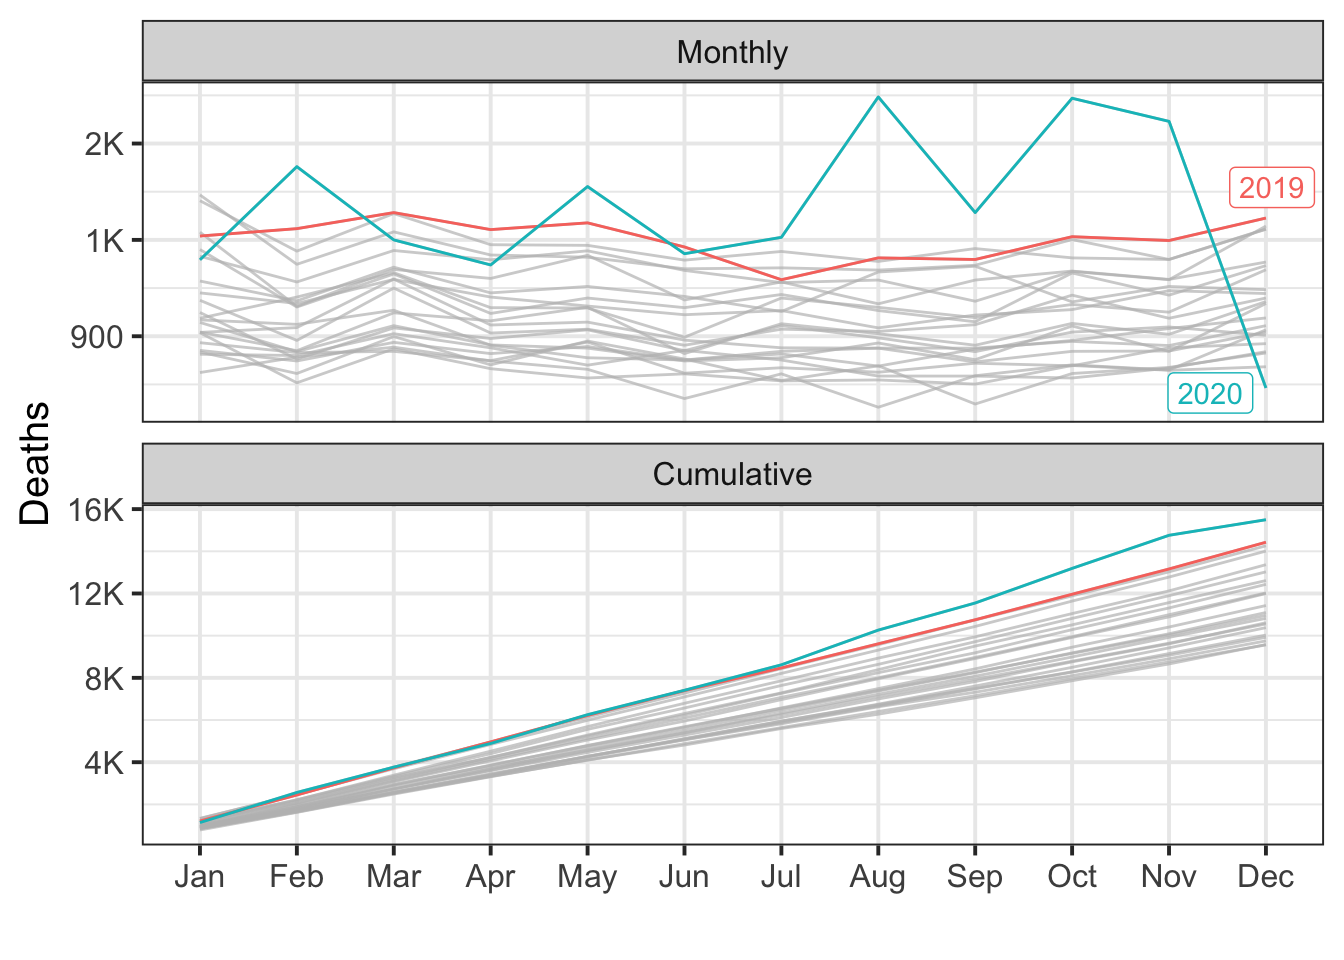 Monthly
2K
1K
900
2019
2020
Deaths
Cumulative
16K
12K
8K
4K
Jan Feb Mar Apr May Jun Jul Aug Sep Oct Nov Dec